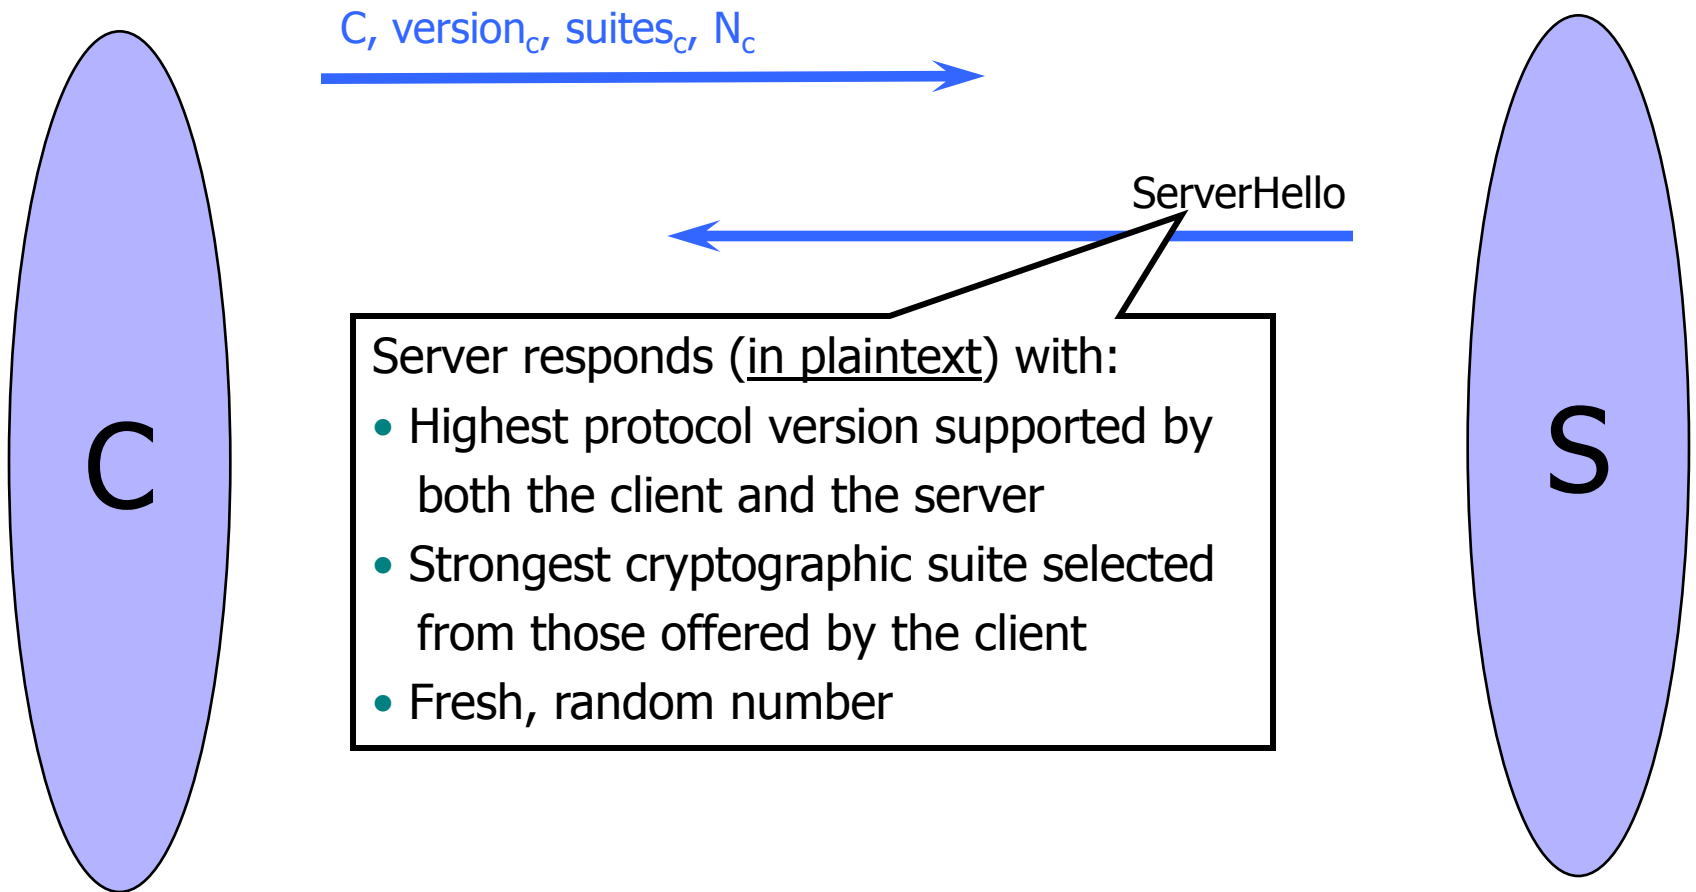 C, version_c, suites_c, N_c
ServerHello
Server responds (in plaintext) with:
• Highest protocol version supported by
both the client and the server
• Strongest cryptographic suite selected
from those offered by the client
• Fresh, random number
C
S